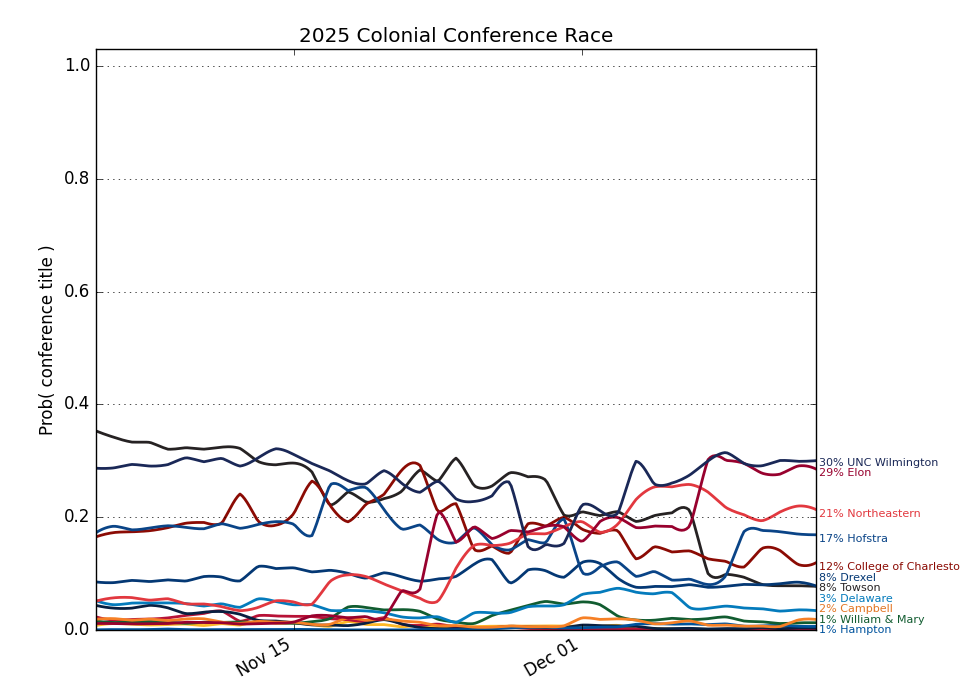 2025 Colonial Conference Race
1.0
0.8
0.6
0.4
0.2
0.0
Prob( conference title )
Nov 15
Dec 01
30% UNC Wilmington
29% Elon
21% Northeastern
17% Hofstra
12% College of Charlesto
8% Drexel
8% Towson
3% Delaware
2% Campbell
1% William & Mary
1% Hampton